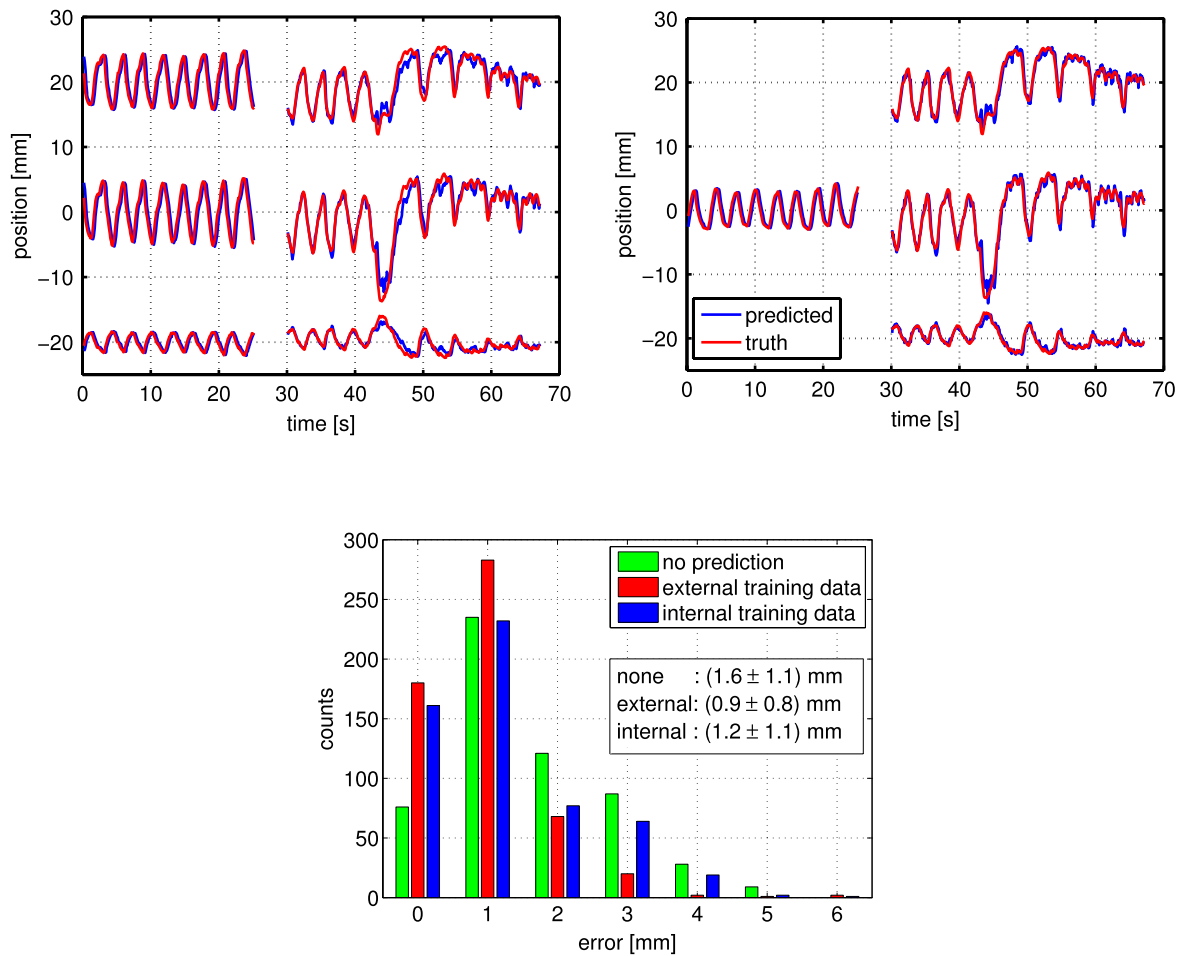 30
20
10
0
−10
−20
position [mm]
0 10 20 30 40 50 60 70
time [s]
30
20
10
0
−10
−20
position [mm]
predicted
truth
0 10 20 30 40 50 60 70
time [s]
300
250
200
150
100
50
0
counts
no prediction
external training data
internal training data
none : (1.6 ± 1.1) mm
external: (0.9 ± 0.8) mm
internal : (1.2 ± 1.1) mm
0 1 2 3 4 5 6
error [mm]